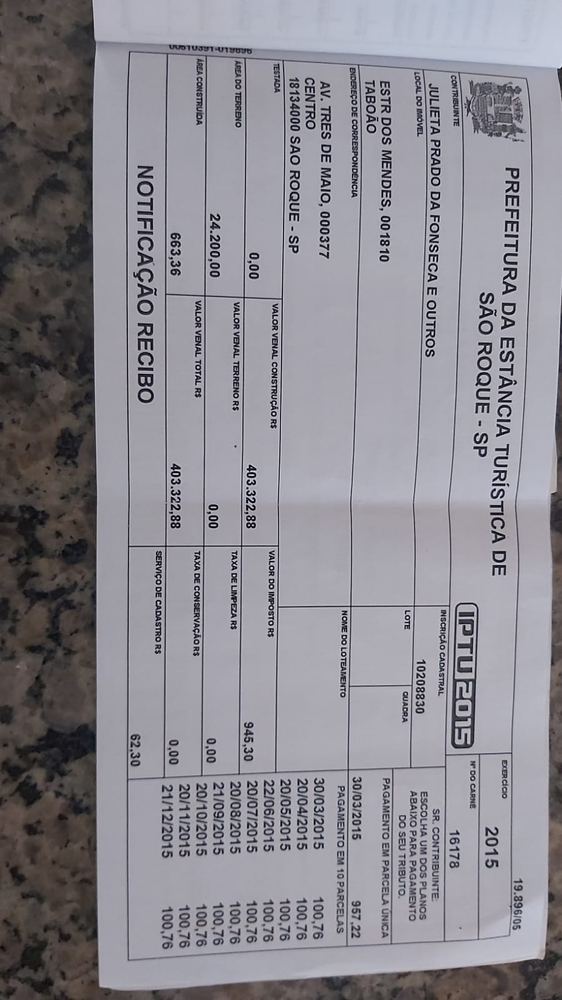 19.896/05
PREFEITURA DA ESTÂNCIA TURÍSTICA DE
SÃO ROQUE - SP
IPTU 2015
EXERCÍCIO
2015
Nº DO CARNÊ
16178
CONTRIBUINTE
JULIETA PRADO DA FONSECA E OUTROS
INSCRIÇÃO CADASTRAL
10208830
LOCAL DO IMÓVEL
ESTR DOS MENDES, 001810
TABOÃO
LOTE
QUADRA
SR. CONTRIBUINTE:
ESCOLHA UM DOS PLANOS
ABAIXO PARA PAGAMENTO
DO SEU TRIBUTO.
ENDEREÇO DE CORRESPONDÊNCIA
AV. TRES DE MAIO, 000377
CENTRO
18134000 SAO ROQUE - SP
NOME DO LOTEAMENTO
PAGAMENTO EM PARCELA ÚNICA
30/03/2015 957,22
PAGAMENTO EM 10 PARCELAS
30/03/2015 100,76
20/04/2015 100,76
20/05/2015 100,76
22/06/2015 100,76
20/07/2015 100,76
20/08/2015 100,76
21/09/2015 100,76
20/10/2015 100,76
20/11/2015 100,76
21/12/2015 100,76
TESTADA
0,00
VALOR VENAL CONSTRUÇÃO R$
403.322,88
VALOR DO IMPOSTO R$
945,30
ÁREA DO TERRENO
24.200,00
VALOR VENAL TERRENO R$
0,00
TAXA DE LIMPEZA R$
0,00
ÁREA CONSTRUÍDA
663,36
VALOR VENAL TOTAL R$
403.322,88
TAXA DE CONSERVAÇÃO R$
0,00
NOTIFICAÇÃO RECIBO
SERVIÇO DE CADASTRO R$
62,30
00610391-019896